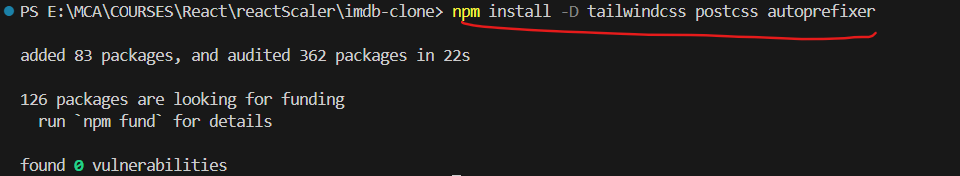 PS E:\MCA\COURSES\React\reactScaler\imdb-clone> npm install -D tailwindcss postcss autoprefixer
added 83 packages, and audited 362 packages in 22s
126 packages are looking for funding
run `npm fund` for details
found 0 vulnerabilities